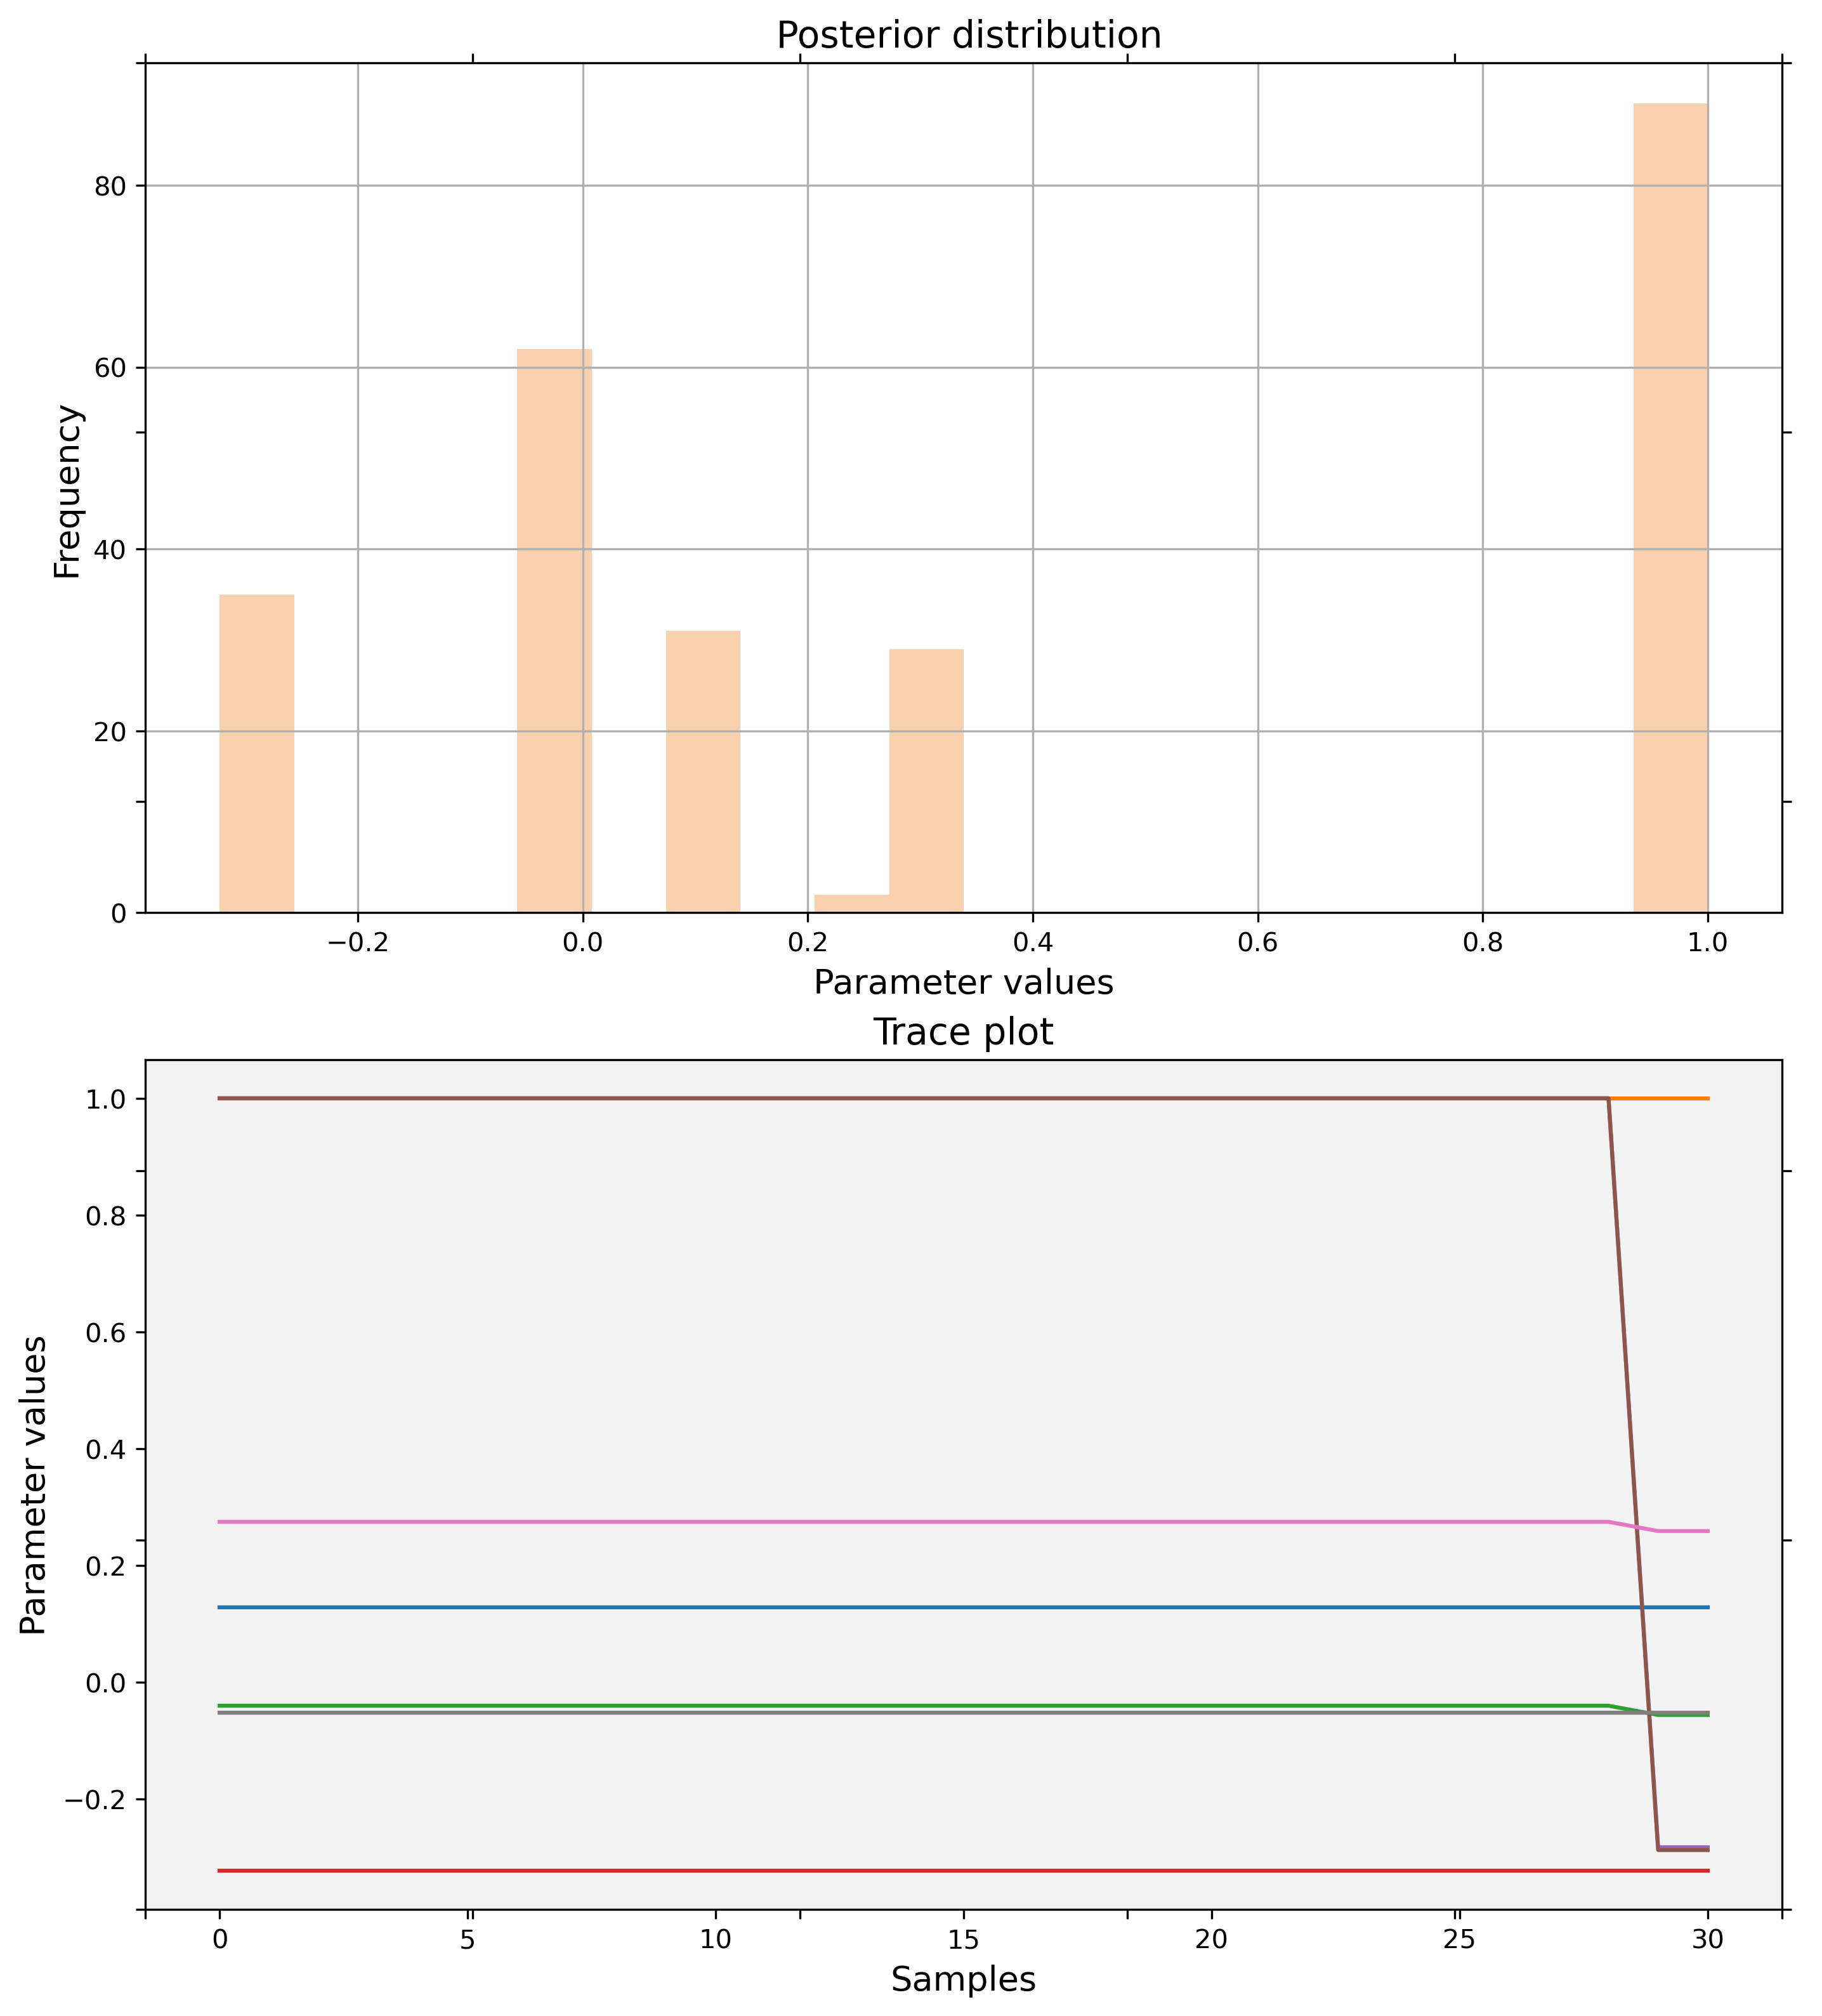 Posterior distribution
Frequency
80
60
40
20
0
−0.2 0.0 0.2 0.4 0.6 0.8 1.0
Parameter values
Trace plot
Parameter values
1.0
0.8
0.6
0.4
0.2
0.0
−0.2
0 5 10 15 20 25 30
Samples